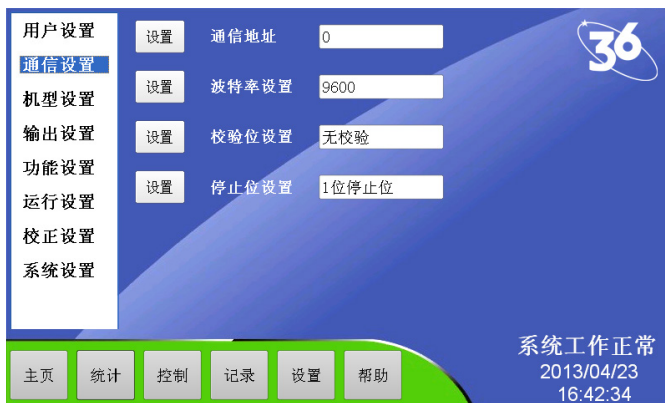 用户设置
通信设置
机型设置
输出设置
功能设置
运行设置
校正设置
系统设置
设置 通信地址 0
设置 波特率设置 9600
设置 校验位设置 无校验
设置 停止位设置 1位停止位
36
主页 统计 控制 记录 设置 帮助
系统工作正常
2013/04/23
16:42:34